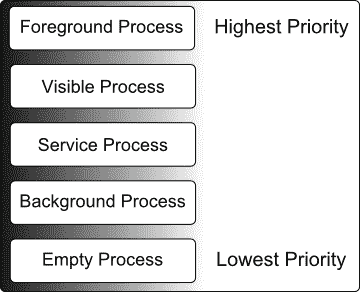 Foreground Process Highest Priority
Visible Process
Service Process
Background Process
Empty Process Lowest Priority